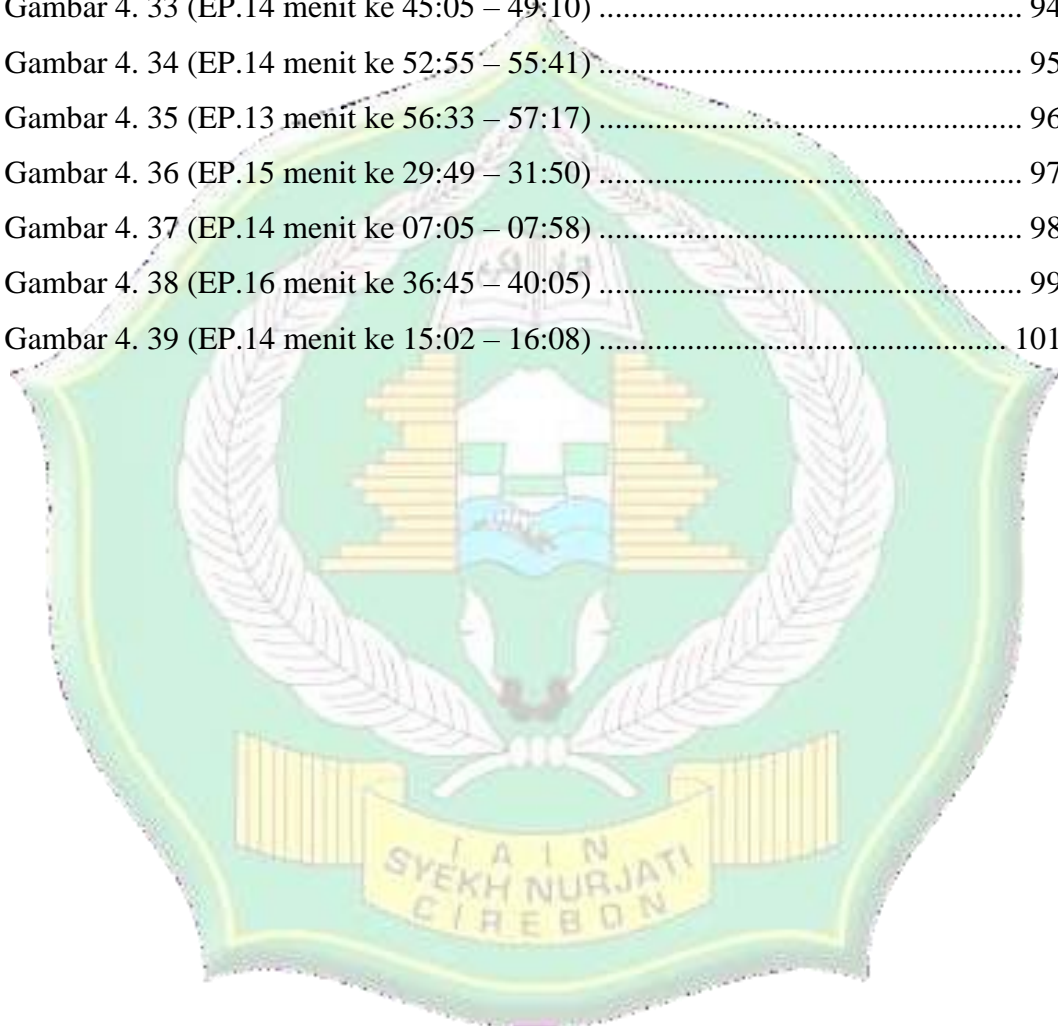 Gambar 4. 33 (EP.14 menit ke 45:05 – 49:10) .......................................................... 94
Gambar 4. 34 (EP.14 menit ke 52:55 – 55:41) .......................................................... 95
Gambar 4. 35 (EP.13 menit ke 56:33 – 57:17) .......................................................... 96
Gambar 4. 36 (EP.15 menit ke 29:49 – 31:50) .......................................................... 97
Gambar 4. 37 (EP.14 menit ke 07:05 – 07:58) .......................................................... 98
Gambar 4. 38 (EP.16 menit ke 36:45 – 40:05) .......................................................... 99
Gambar 4. 39 (EP.14 menit ke 15:02 – 16:08) ........................................................ 101
IAIN
SYEKH NURJATI
CIREBON